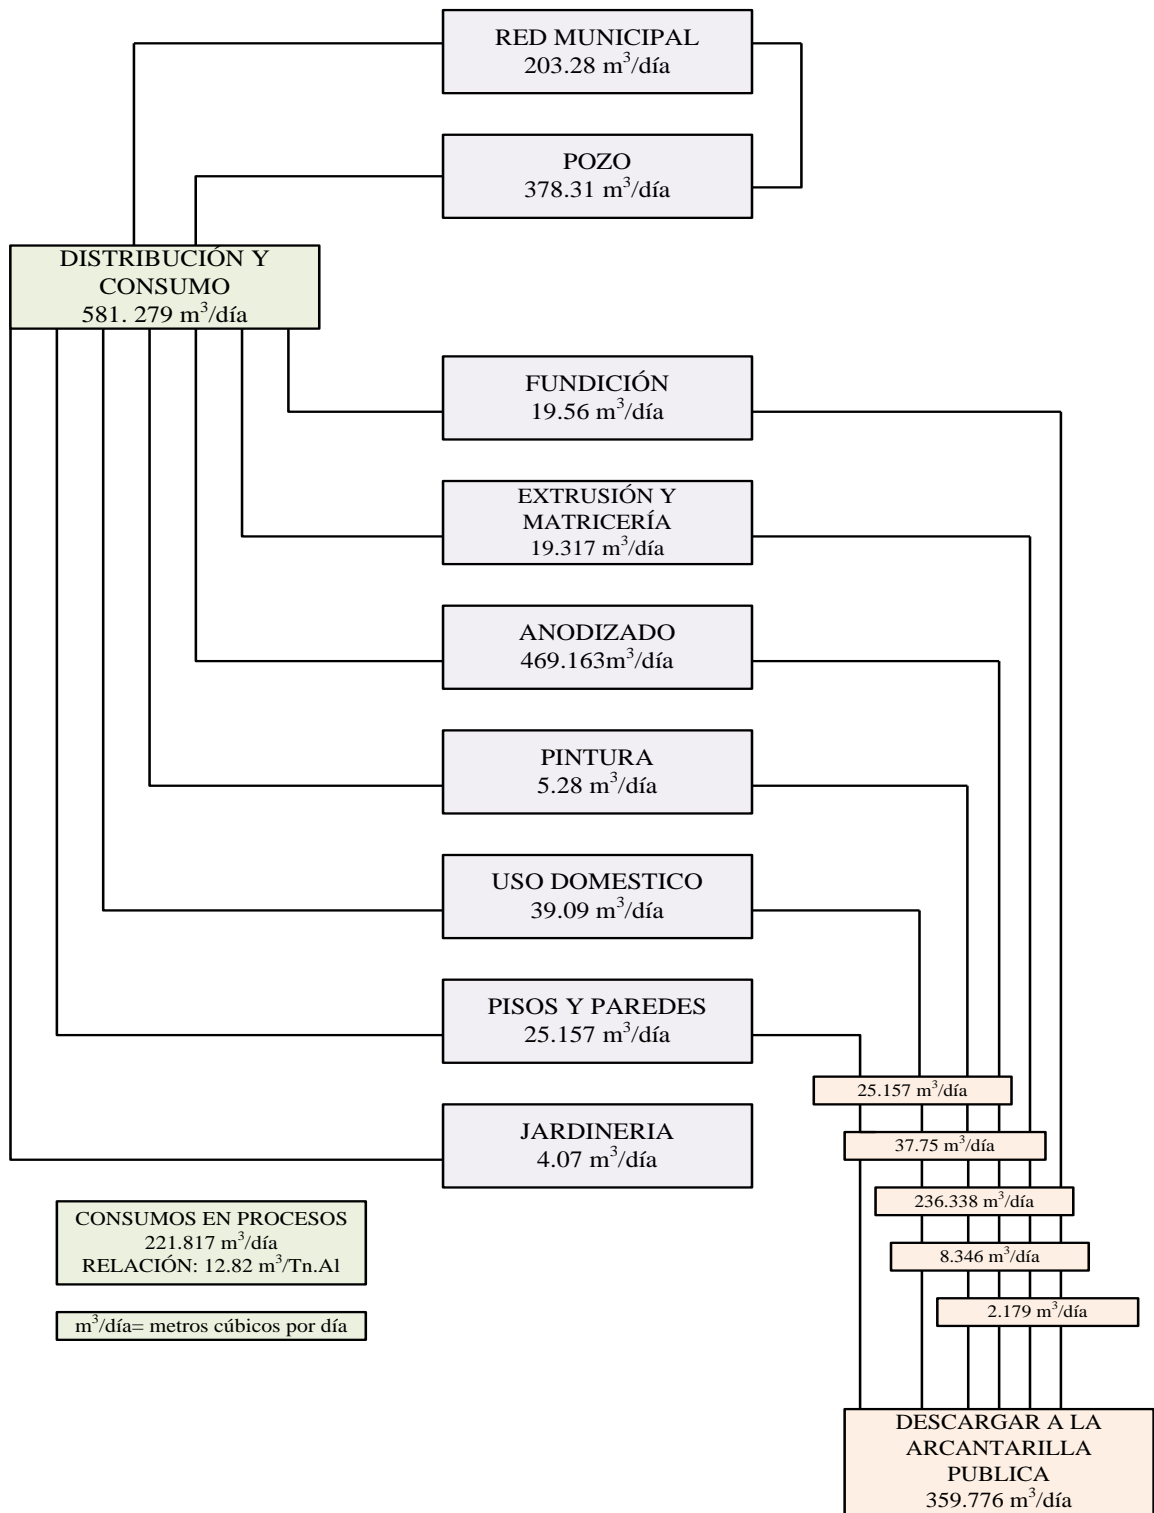 RED MUNICIPAL
203.28 m³/día
POZO
378.31 m³/día
DISTRIBUCIÓN Y
CONSUMO
581. 279 m³/día
FUNDICIÓN
19.56 m³/día
EXTRUSIÓN Y
MATRICERÍA
19.317 m³/día
ANODIZADO
469.163m³/día
PINTURA
5.28 m³/día
USO DOMESTICO
39.09 m³/día
PISOS Y PAREDES
25.157 m³/día
25.157 m³/día
JARDINERIA
4.07 m³/día
37.75 m³/día
236.338 m³/día
8.346 m³/día
2.179 m³/día
CONSUMOS EN PROCESOS
221.817 m³/día
RELACIÓN: 12.82 m³/Tn.Al
m³/día= metros cúbicos por día
DESCARGAR A LA
ARCANTARILLA
PUBLICA
359.776 m³/día